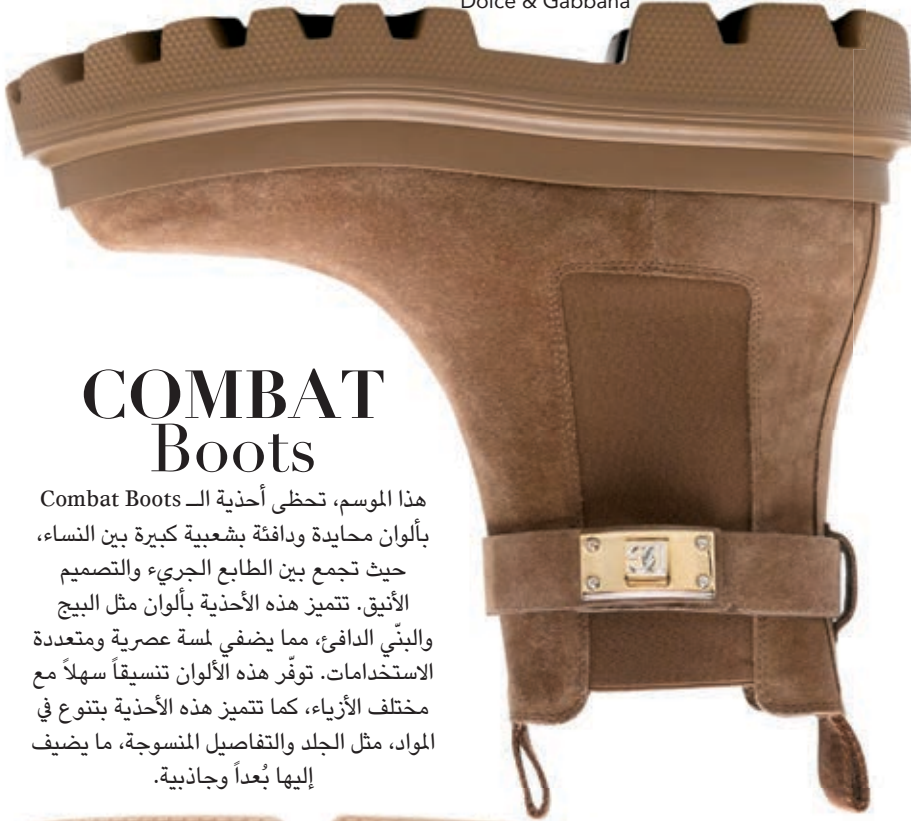 Dolce & Gabbana
COMBAT
Boots
هذا الموسم، تحظى أحذية الـ Combat Boots
بألوان محايدة ودافئة بشعبية كبيرة بين النساء،
حيث تجمع بين الطابع الجريء والتصميم
الأنيق. تتميز هذه الأحذية بألوان مثل البيج
والبنّي الدافئ، مما يضفي لمسة عصرية ومتعددة
الاستخدامات. توفّر هذه الألوان تنسيقاً سهلاً مع
مختلف الأزياء، كما تتميز هذه الأحذية بتنوع في
المواد، مثل الجلد والتفاصيل المنسوجة، ما يضيف
إليها بُعداً وجاذبية.